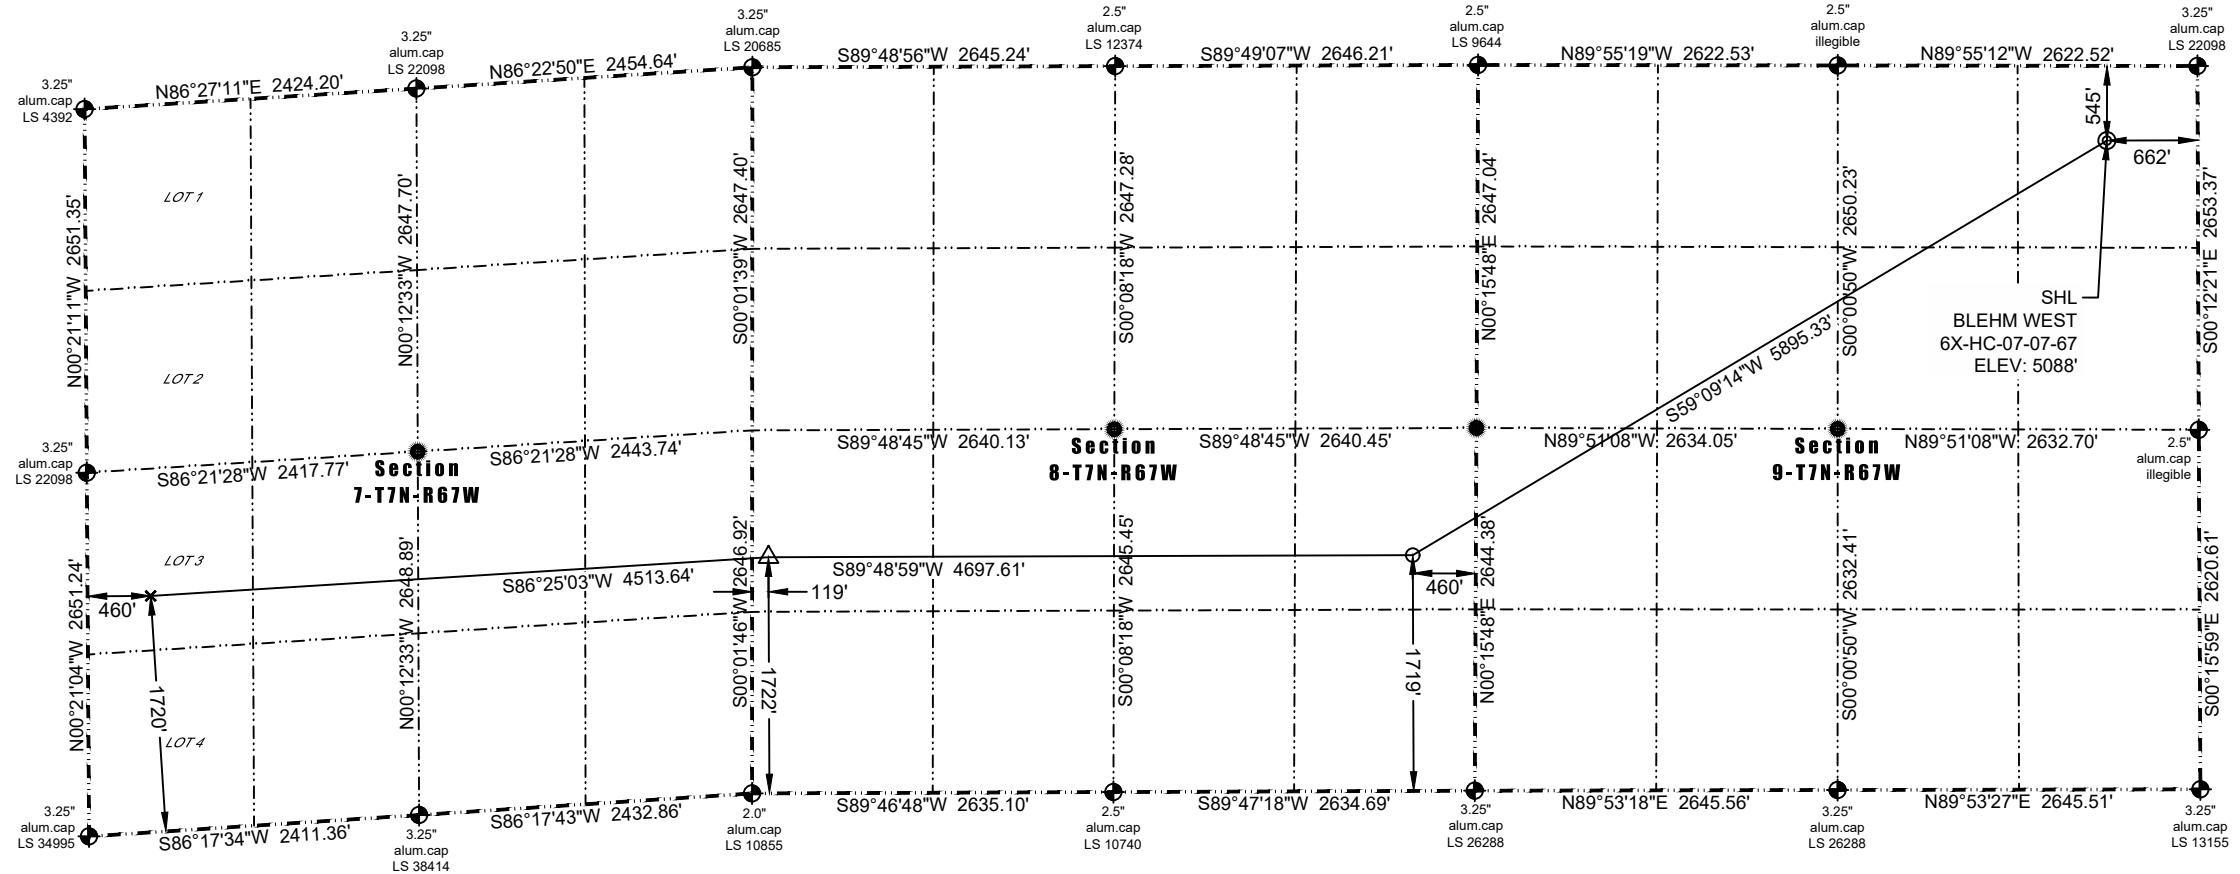 3.25"
alum.cap
LS 4392
3.25"
alum.cap
LS 22098
3.25"
alum.cap
LS 20685
2.5"
alum.cap
LS 12374
2.5"
alum.cap
LS 9644
2.5"
alum.cap
illegible
3.25"
alum.cap
LS 22098
N86°27'11"E 2424.20'
N86°22'50"E 2454.64'
S89°48'56"W 2645.24'
S89°49'07"W 2646.21'
N89°55'19"W 2622.53'
N89°55'12"W 2622.52'
545'
662'
LOT 1
N00°21'11"W 2651.35'
N00°12'33"W 2647.70'
S00°01'39"W 2647.40'
S00°08'18"W 2647.28'
N00°15'48"E 2647.04'
S00°00'50"W 2650.23'
S00°12'21"E 2653.37'
SHL
BLEHM WEST
6X-HC-07-07-67
ELEV: 5088'
LOT 2
S59°09'14"W 5895.33'
3.25"
alum.cap
LS 22098
S86°21'28"W 2417.77'
Section
7-T7N-R67W
S86°21'28"W 2443.74'
S89°48'45"W 2640.13'
Section
8-T7N-R67W
S89°48'45"W 2640.45'
N89°51'08"W 2634.05'
Section
9-T7N-R67W
N89°51'08"W 2632.70'
2.5"
alum.cap
illegible
LOT 3
460'
S86°25'03"W 4513.64'
119'
S89°48'59"W 4697.61'
460'
N00°21'04"W 2651.24'
N00°12'33"W 2648.89'
S00°01'46"W 2646.92'
S00°08'18"W 2645.45'
N00°15'48"E 2644.38'
S00°00'50"W 2632.41'
S00°15'59"E 2620.61'
1720'
1722'
1719'
LOT 4
3.25"
alum.cap
LS 34995
S86°17'34"W 2411.36'
3.25"
alum.cap
LS 38414
S86°17'43"W 2432.86'
2.0"
alum.cap
LS 10855
S89°46'48"W 2635.10'
2.5"
alum.cap
LS 10740
S89°47'18"W 2634.69'
3.25"
alum.cap
LS 26288
N89°53'18"E 2645.56'
3.25"
alum.cap
LS 26288
N89°53'27"E 2645.51'
3.25"
alum.cap
LS 13155